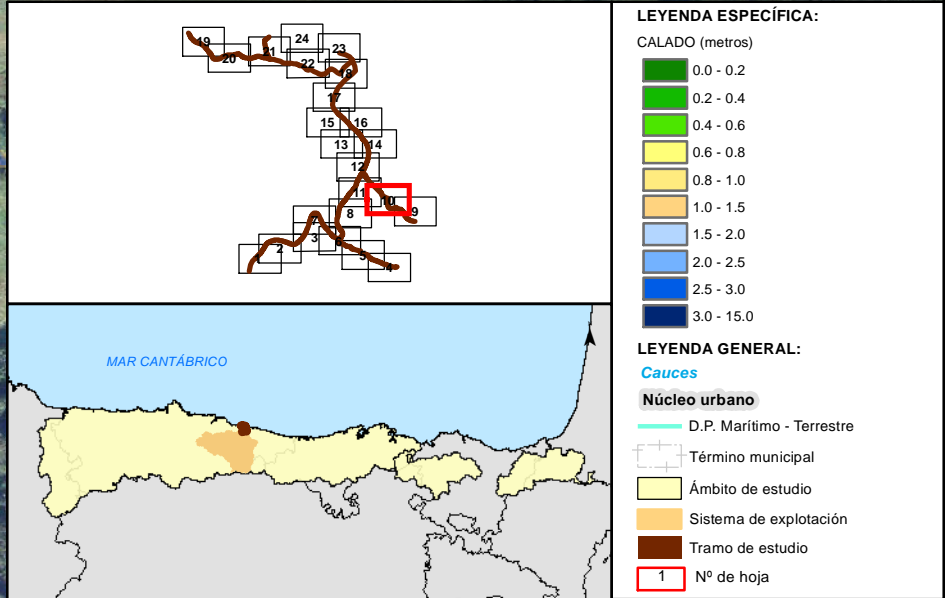 24
19
23
21
20
22
18
17
15
16
13
14
12
11
10
9
8
7
3
6
2
5
1
4
MAR CANTÁBRICO
LEYENDA ESPECÍFICA:
CALADO (metros)
0.0 - 0.2
0.2 - 0.4
0.4 - 0.6
0.6 - 0.8
0.8 - 1.0
1.0 - 1.5
1.5 - 2.0
2.0 - 2.5
2.5 - 3.0
3.0 - 15.0
LEYENDA GENERAL:
Cauces
Núcleo urbano
D.P. Marítimo - Terrestre
Término municipal
Ámbito de estudio
Sistema de explotación
Tramo de estudio
1 Nº de hoja